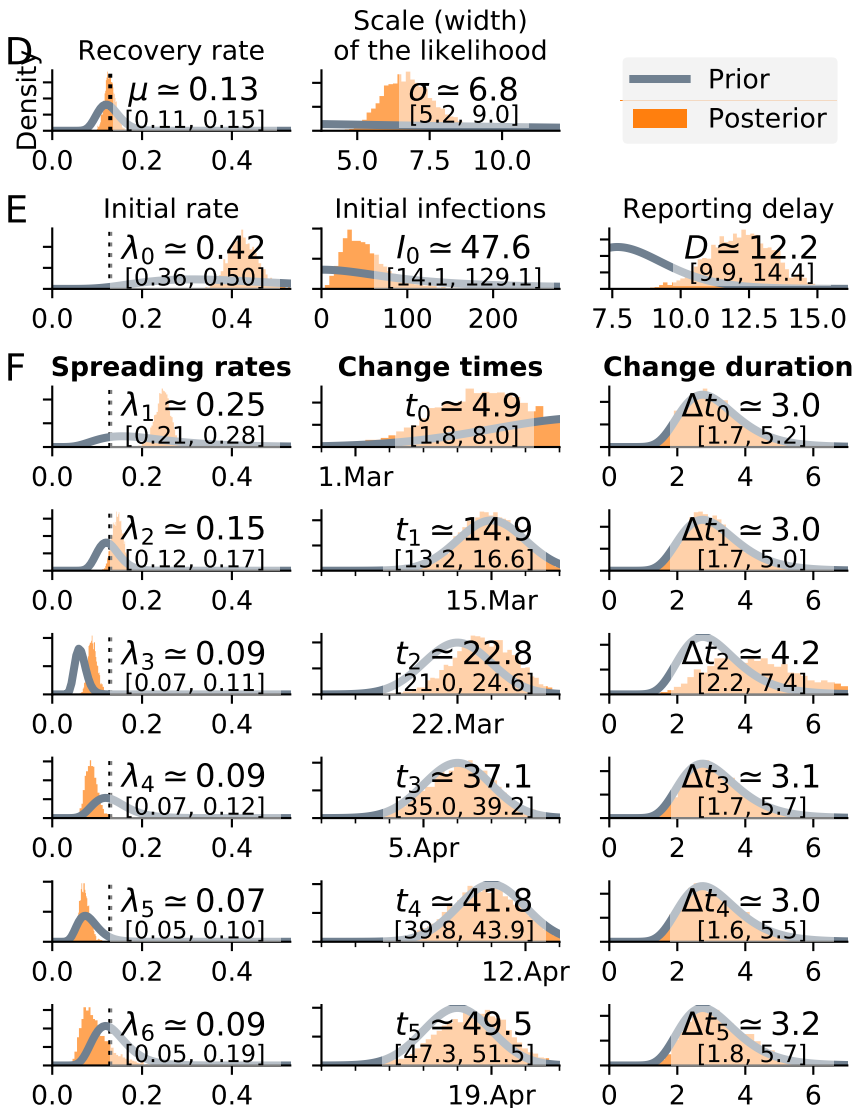 D
Density
Recovery rate
μ ≃ 0.13
[0.11, 0.15]
0.0 0.2 0.4
Scale (width)
of the likelihood
σ ≃ 6.8
[5.2, 9.0]
5.0 7.5 10.0
Prior
Posterior
E
Initial rate
λ₀ ≃ 0.42
[0.36, 0.50]
0.0 0.2 0.4
Initial infections
I₀ ≃ 47.6
[14.1, 129.1]
0 100 200
Reporting delay
D ≃ 12.2
[9.9, 14.4]
7.5 10.0 12.5 15.0
F
Spreading rates Change times Change duration
λ₁ ≃ 0.25
[0.21, 0.28]
0.0 0.2 0.4
t₀ ≃ 4.9
[1.8, 8.0]
1.Mar
Δt₀ ≃ 3.0
[1.7, 5.2]
0 2 4 6
λ₂ ≃ 0.15
[0.12, 0.17]
0.0 0.2 0.4
t₁ ≃ 14.9
[13.2, 16.6]
15.Mar
Δt₁ ≃ 3.0
[1.7, 5.0]
0 2 4 6
λ₃ ≃ 0.09
[0.07, 0.11]
0.0 0.2 0.4
t₂ ≃ 22.8
[21.0, 24.6]
22.Mar
Δt₂ ≃ 4.2
[2.2, 7.4]
0 2 4 6
λ₄ ≃ 0.09
[0.07, 0.12]
0.0 0.2 0.4
t₃ ≃ 37.1
[35.0, 39.2]
5.Apr
Δt₃ ≃ 3.1
[1.7, 5.7]
0 2 4 6
λ₅ ≃ 0.07
[0.05, 0.10]
0.0 0.2 0.4
t₄ ≃ 41.8
[39.8, 43.9]
12.Apr
Δt₄ ≃ 3.0
[1.6, 5.5]
0 2 4 6
λ₆ ≃ 0.09
[0.05, 0.19]
0.0 0.2 0.4
t₅ ≃ 49.5
[47.3, 51.5]
19.Apr
Δt₅ ≃ 3.2
[1.8, 5.7]
0 2 4 6